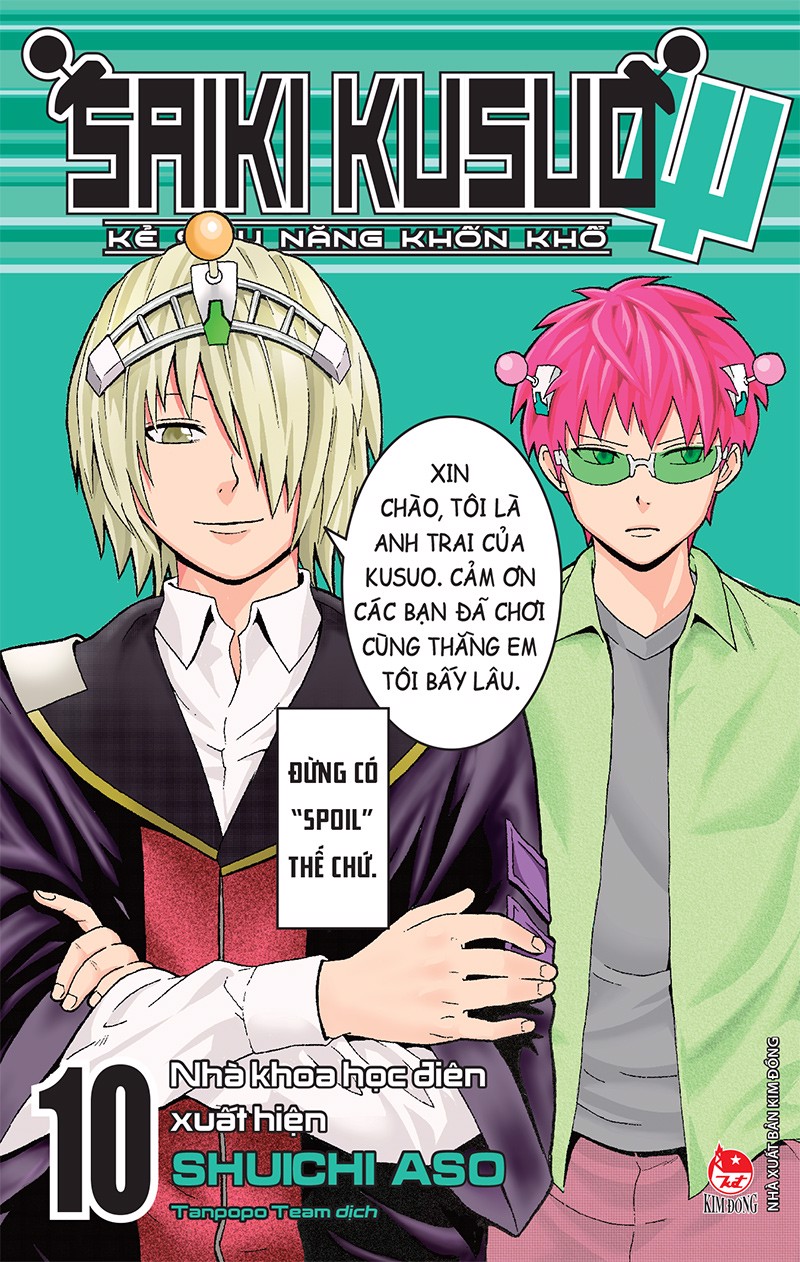 SAIKI KUSUO Ψ
KẺ SIÊU NĂNG KHỐN KHỔ
XIN
CHÀO, TÔI LÀ
ANH TRAI CỦA
KUSUO. CẢM ƠN
CÁC BẠN ĐÃ CHƠI
CÙNG THẰNG EM
TÔI BẤY LÂU.
ĐỪNG CÓ
“SPOIL”
THẾ CHỨ.
10
Nhà khoa học điên
xuất hiện
SHUICHI ASO
Tanpopo Team dịch
KIM ĐỒNG
NHÀ XUẤT BẢN KIM ĐỒNG